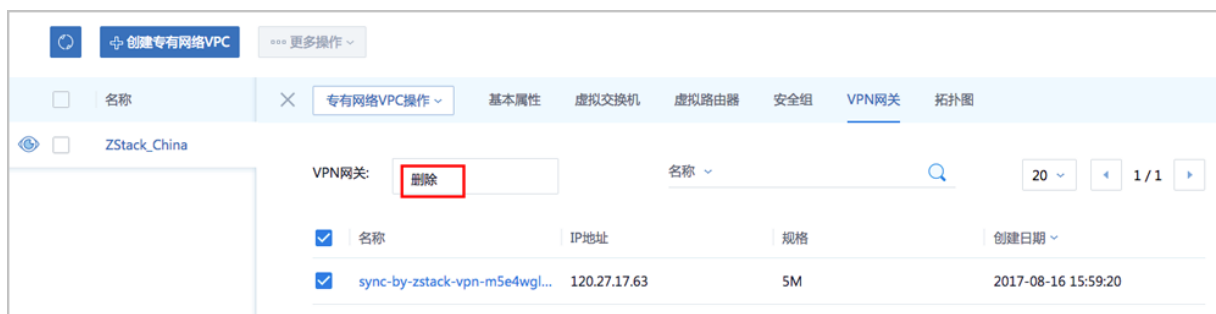 创建专有网络VPC 更多操作
名称 专有网络VPC操作 基本属性 虚拟交换机 虚拟路由器 安全组 VPN网关 拓扑图
ZStack_China
VPN网关: 删除 名称 20 1 / 1
名称 IP地址 规格 创建日期
sync-by-zstack-vpn-m5e4wgl... 120.27.17.63 5M 2017-08-16 15:59:20